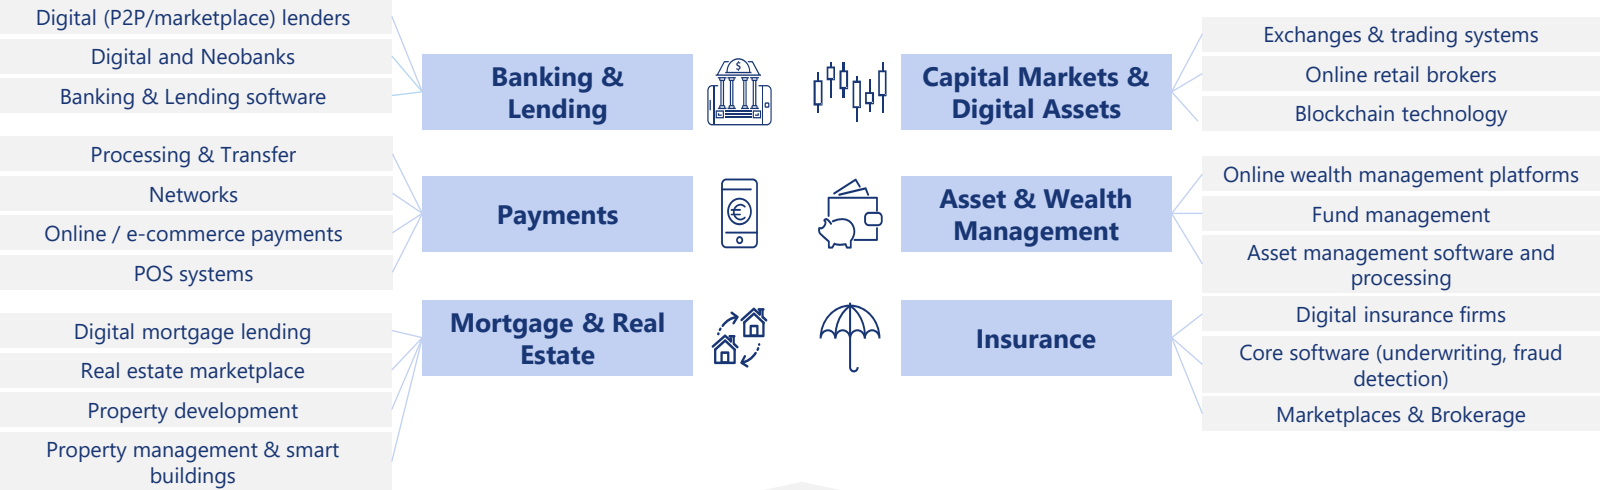 Digital (P2P/marketplace) lenders
Digital and Neobanks
Banking & Lending software
Banking &
Lending
$
Processing & Transfer
Networks
Online / e-commerce payments
POS systems
Payments
€
Digital mortgage lending
Real estate marketplace
Property development
Property management & smart
buildings
Mortgage & Real
Estate
Capital Markets &
Digital Assets
Exchanges & trading systems
Online retail brokers
Blockchain technology
Asset & Wealth
Management
Online wealth management platforms
Fund management
Asset management software and
processing
Insurance
Digital insurance firms
Core software (underwriting, fraud
detection)
Marketplaces & Brokerage